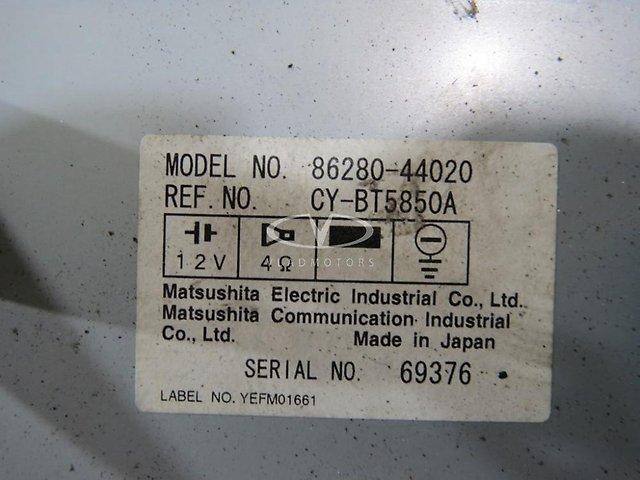 MODEL NO. 86280-44020
REF. NO. CY-BT5850A
12V 4Ω
Matsushita Electric Industrial Co., Ltd.
Matsushita Communication Industrial
Co., Ltd. Made in Japan
SERIAL NO. 69376
LABEL NO. YEFM01661